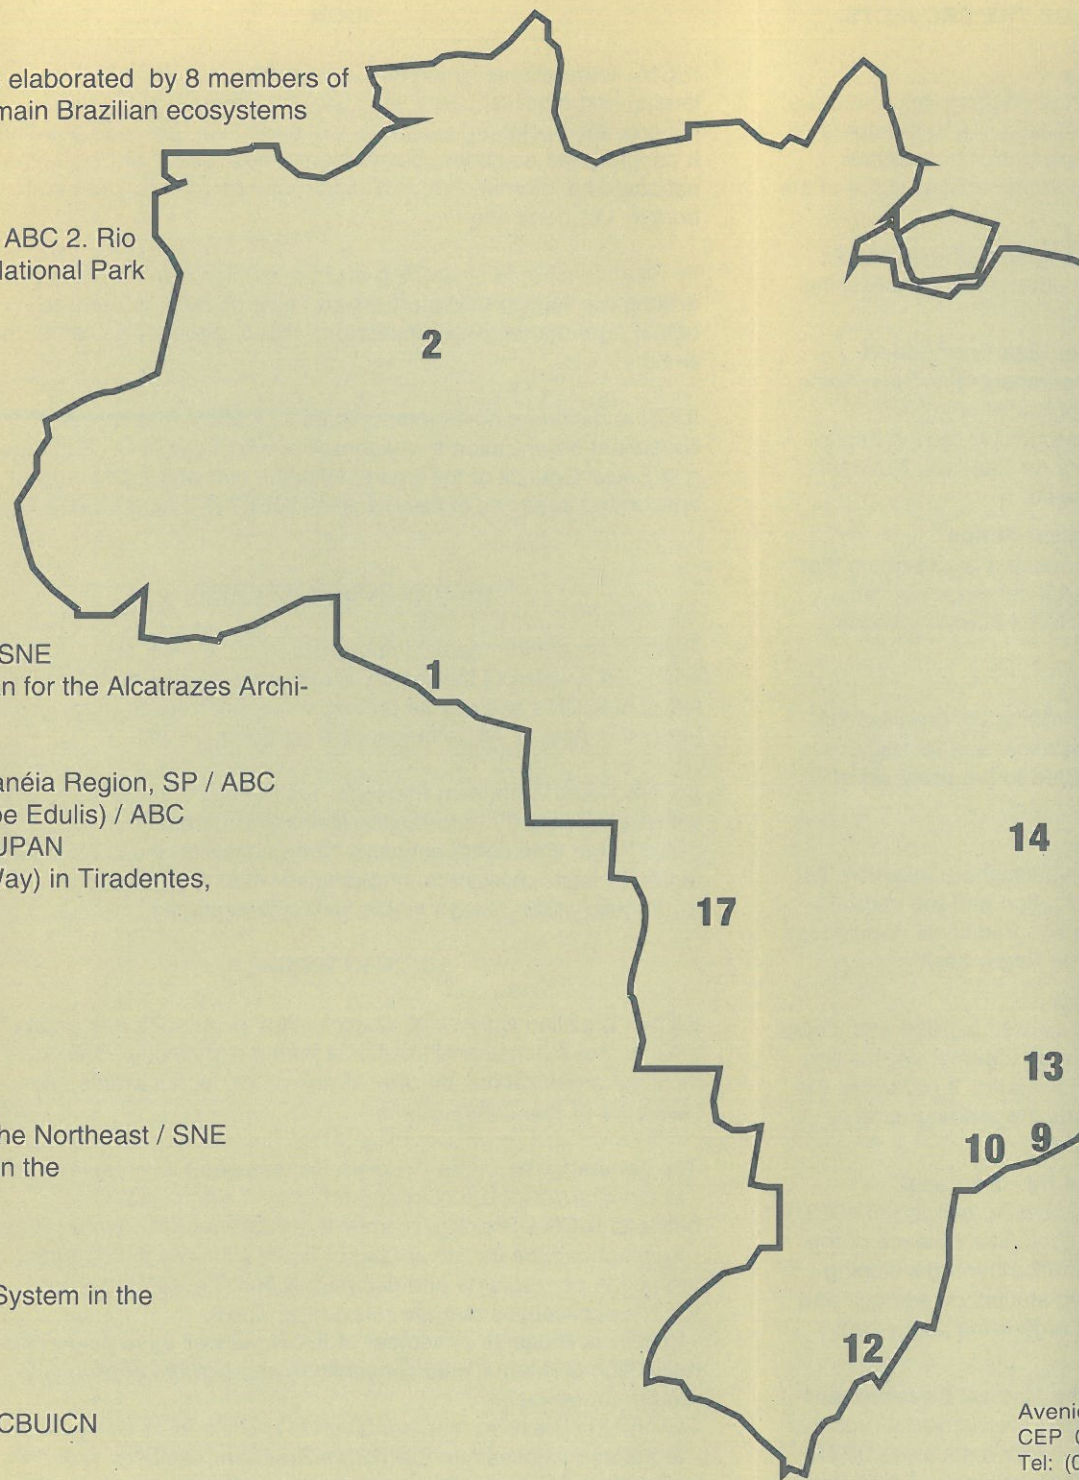 elaborated by 8 members of
main Brazilian ecosystems
ABC 2. Rio
National Park
2
SNE
an for the Alcatrazes Archi-
1
anéia Region, SP / ABC
be Edulis) / ABC
UPAN
Way) in Tiradentes,
14
17
13
he Northeast / SNE
n the
10
9
System in the
12
CBUICN
Aveni
CEP
Tel: (0